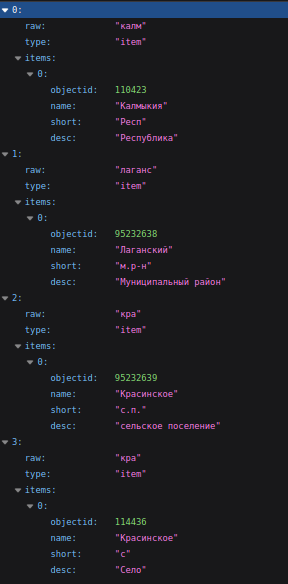 0:
raw: "калм"
type: "item"
items:
0:
objectid: 110423
name: "Калмыкия"
short: "Респ"
desc: "Республика"
1:
raw: "лаганс"
type: "item"
items:
0:
objectid: 95232638
name: "Лаганский"
short: "м.р-н"
desc: "Муниципальный район"
2:
raw: "кра"
type: "item"
items:
0:
objectid: 95232639
name: "Красинское"
short: "с.п."
desc: "сельское поселение"
3:
raw: "кра"
type: "item"
items:
0:
objectid: 114436
name: "Красинское"
short: "с"
desc: "Село"